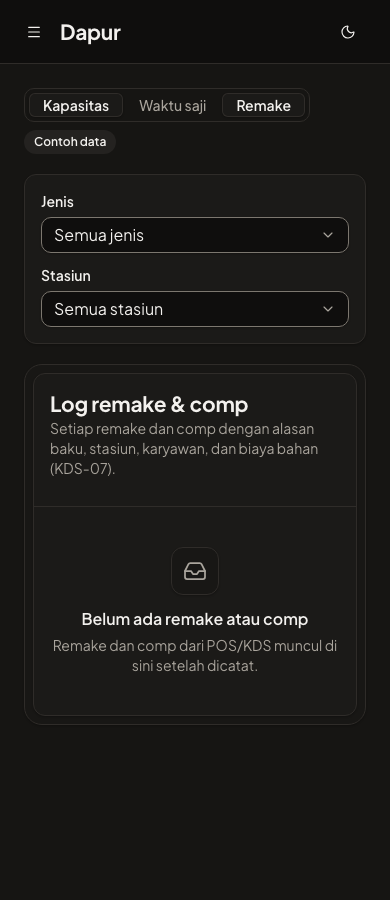 Dapur
Kapasitas
Waktu saji
Remake
Contoh data
Jenis
Semua jenis
Stasiun
Semua stasiun
Log remake & comp
Setiap remake dan comp dengan alasan
baku, stasiun, karyawan, dan biaya bahan
(KDS-07).
Belum ada remake atau comp
Remake dan comp dari POS/KDS muncul di
sini setelah dicatat.